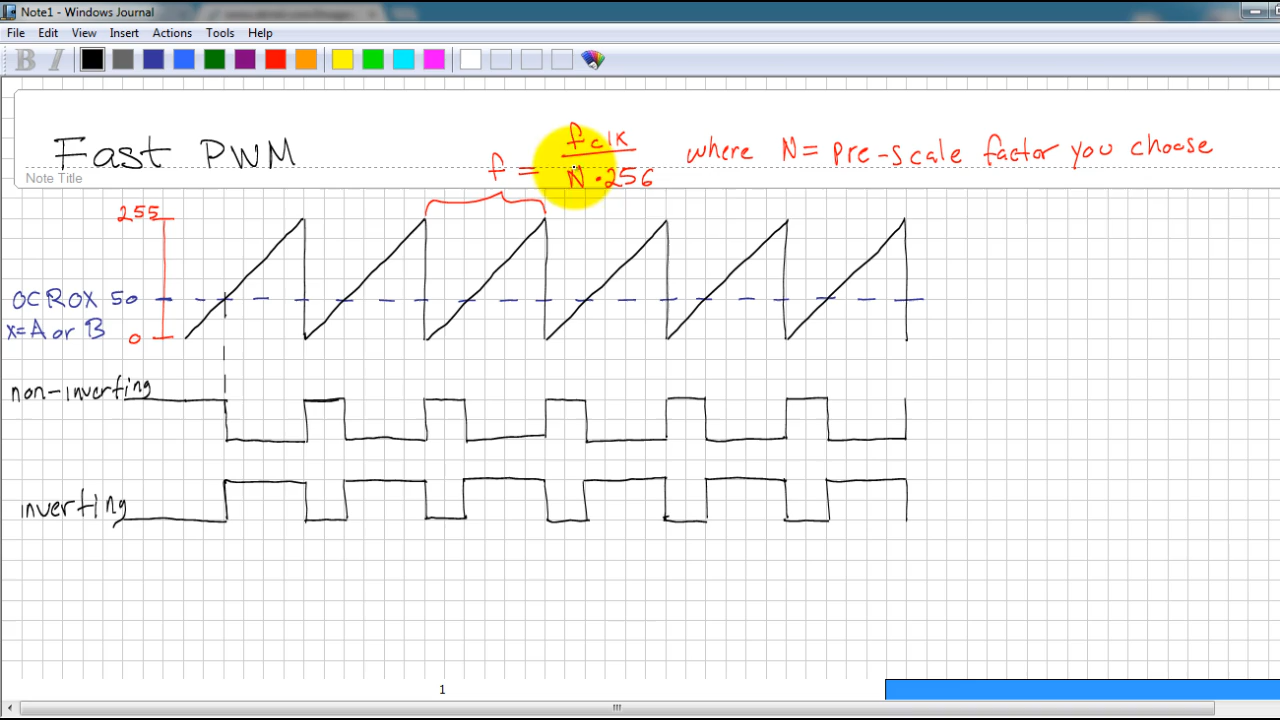 Note1 - Windows Journal
File Edit View Insert Actions Tools Help
B I
Fast PWM
f = fclk
N·256
where N= pre-scale factor you choose
Note Title
255
OCR0X 50
x=A or B
0
non-inverting
inverting
1